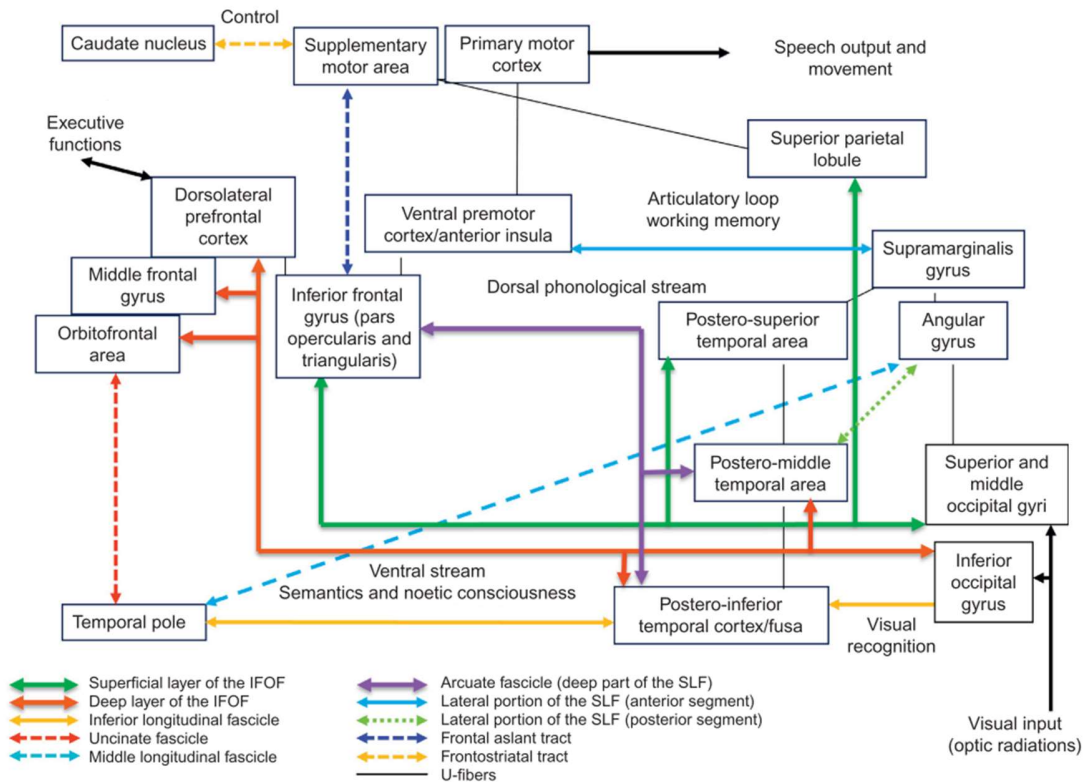 Control
Caudate nucleus
Supplementary
motor area
Primary motor
cortex
Speech output and
movement
Executive
functions
Superior parietal
lobule
Dorsolateral
prefrontal
cortex
Ventral premotor
cortex/anterior insula
Articulatory loop
working memory
Supramarginalis
gyrus
Middle frontal
gyrus
Inferior frontal
gyrus (pars
opercularis and
triangularis)
Dorsal phonological stream
Orbitofrontal
area
Postero-superior
temporal area
Angular
gyrus
Postero-middle
temporal area
Superior and
middle
occipital gyri
Ventral stream
Semantics and noetic consciousness
Inferior
occipital
gyrus
Temporal pole
Postero-inferior
temporal cortex/fusa
Visual
recognition
Visual input
(optic radiations)
Superficial layer of the IFOF
Deep layer of the IFOF
Inferior longitudinal fascicle
Uncinate fascicle
Middle longitudinal fascicle
Arcuate fascicle (deep part of the SLF)
Lateral portion of the SLF (anterior segment)
Lateral portion of the SLF (posterior segment)
Frontal aslant tract
Frontostriatal tract
U-fibers